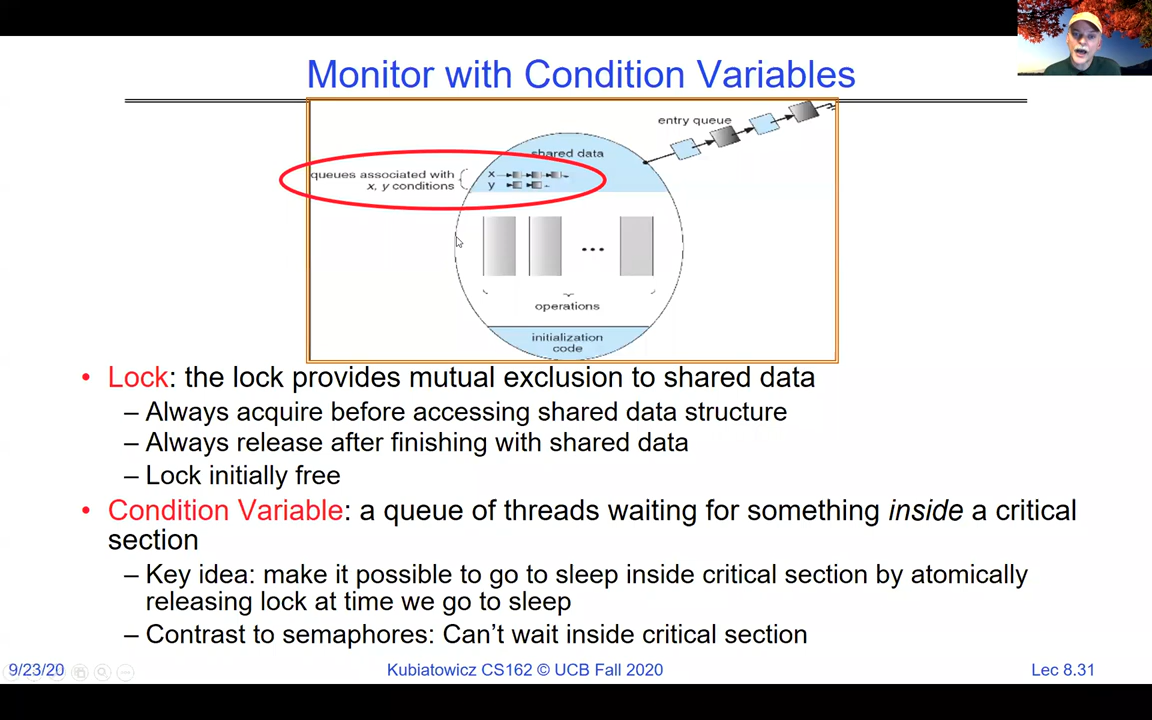 Monitor with Condition Variables
entry queue
shared data
queues associated with
x, y conditions
x
y
...
operations
initialization
code
• Lock: the lock provides mutual exclusion to shared data
– Always acquire before accessing shared data structure
– Always release after finishing with shared data
– Lock initially free
• Condition Variable: a queue of threads waiting for something inside a critical
section
– Key idea: make it possible to go to sleep inside critical section by atomically
releasing lock at time we go to sleep
– Contrast to semaphores: Can't wait inside critical section
9/23/20
Kubiatowicz CS162 © UCB Fall 2020
Lec 8.31